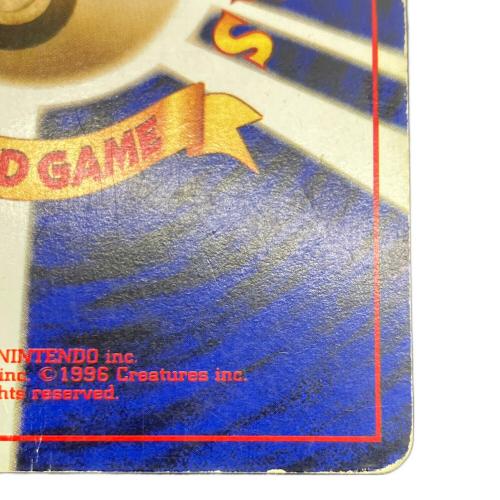 S
D GAME
NINTENDO inc.
inc. ©1996 Creatures inc.
hts reserved.